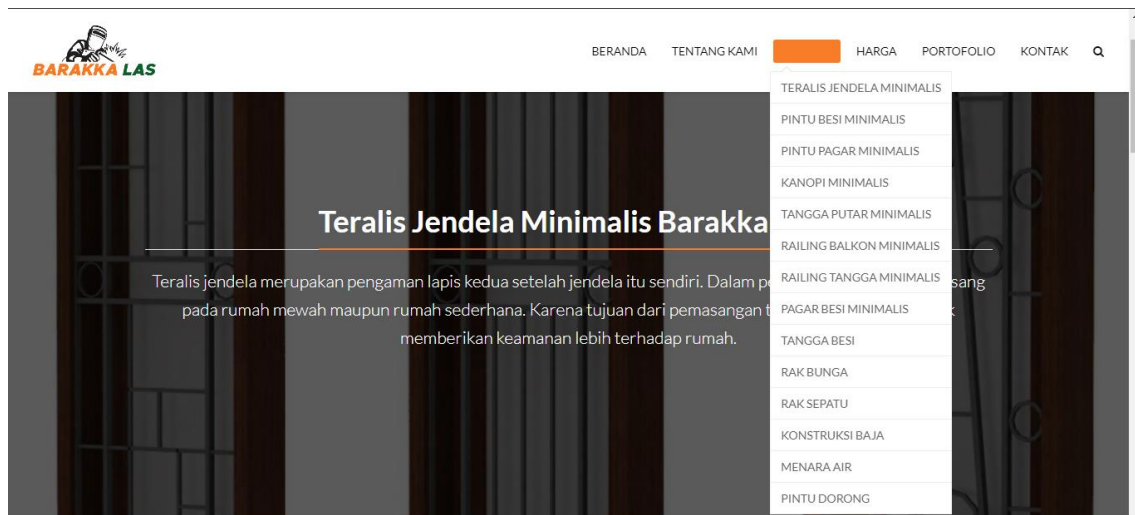 BARAKKA LAS
BERANDA TENTANG KAMI HARGA PORTOFOLIO KONTAK
TERALIS JENDELA MINIMALIS
PINTU BESI MINIMALIS
PINTU PAGAR MINIMALIS
KANOPI MINIMALIS
TANGGA PUTAR MINIMALIS
RAILING BALKON MINIMALIS
RAILING TANGGA MINIMALIS
PAGAR BESI MINIMALIS
TANGGA BESI
RAK BUNGA
RAK SEPATU
KONSTRUKSI BAJA
MENARA AIR
PINTU DORONG
Teralis Jendela Minimalis Barakka
Teralis jendela merupakan pengaman lapis kedua setelah jendela itu sendiri. Dalam
pada rumah mewah maupun rumah sederhana. Karena tujuan dari pemasangan
memberikan keamanan lebih terhadap rumah.